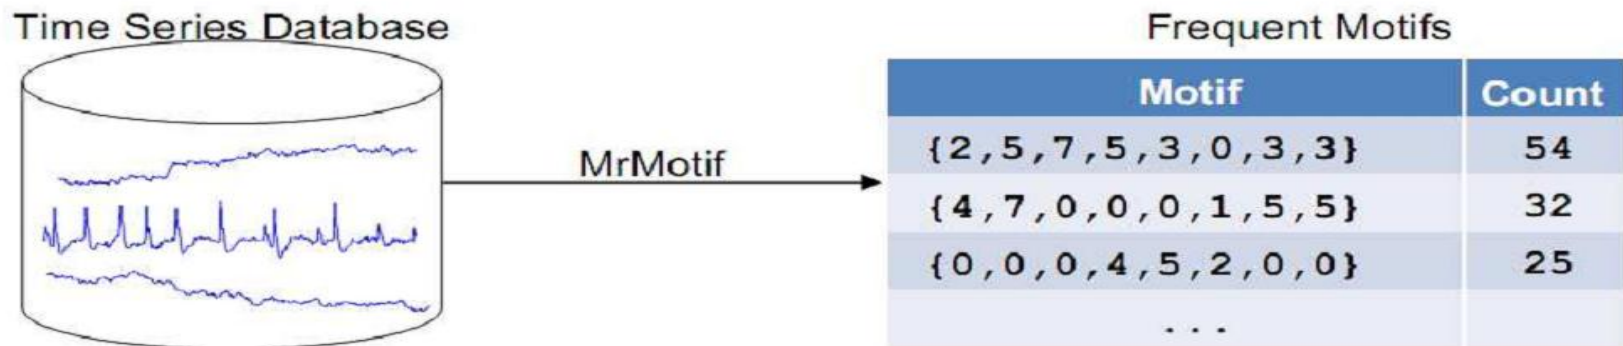 Time Series Database
MrMotif
Frequent Motifs
Motif Count
{2,5,7,5,3,0,3,3} 54
{4,7,0,0,0,1,5,5} 32
{0,0,0,4,5,2,0,0} 25
...